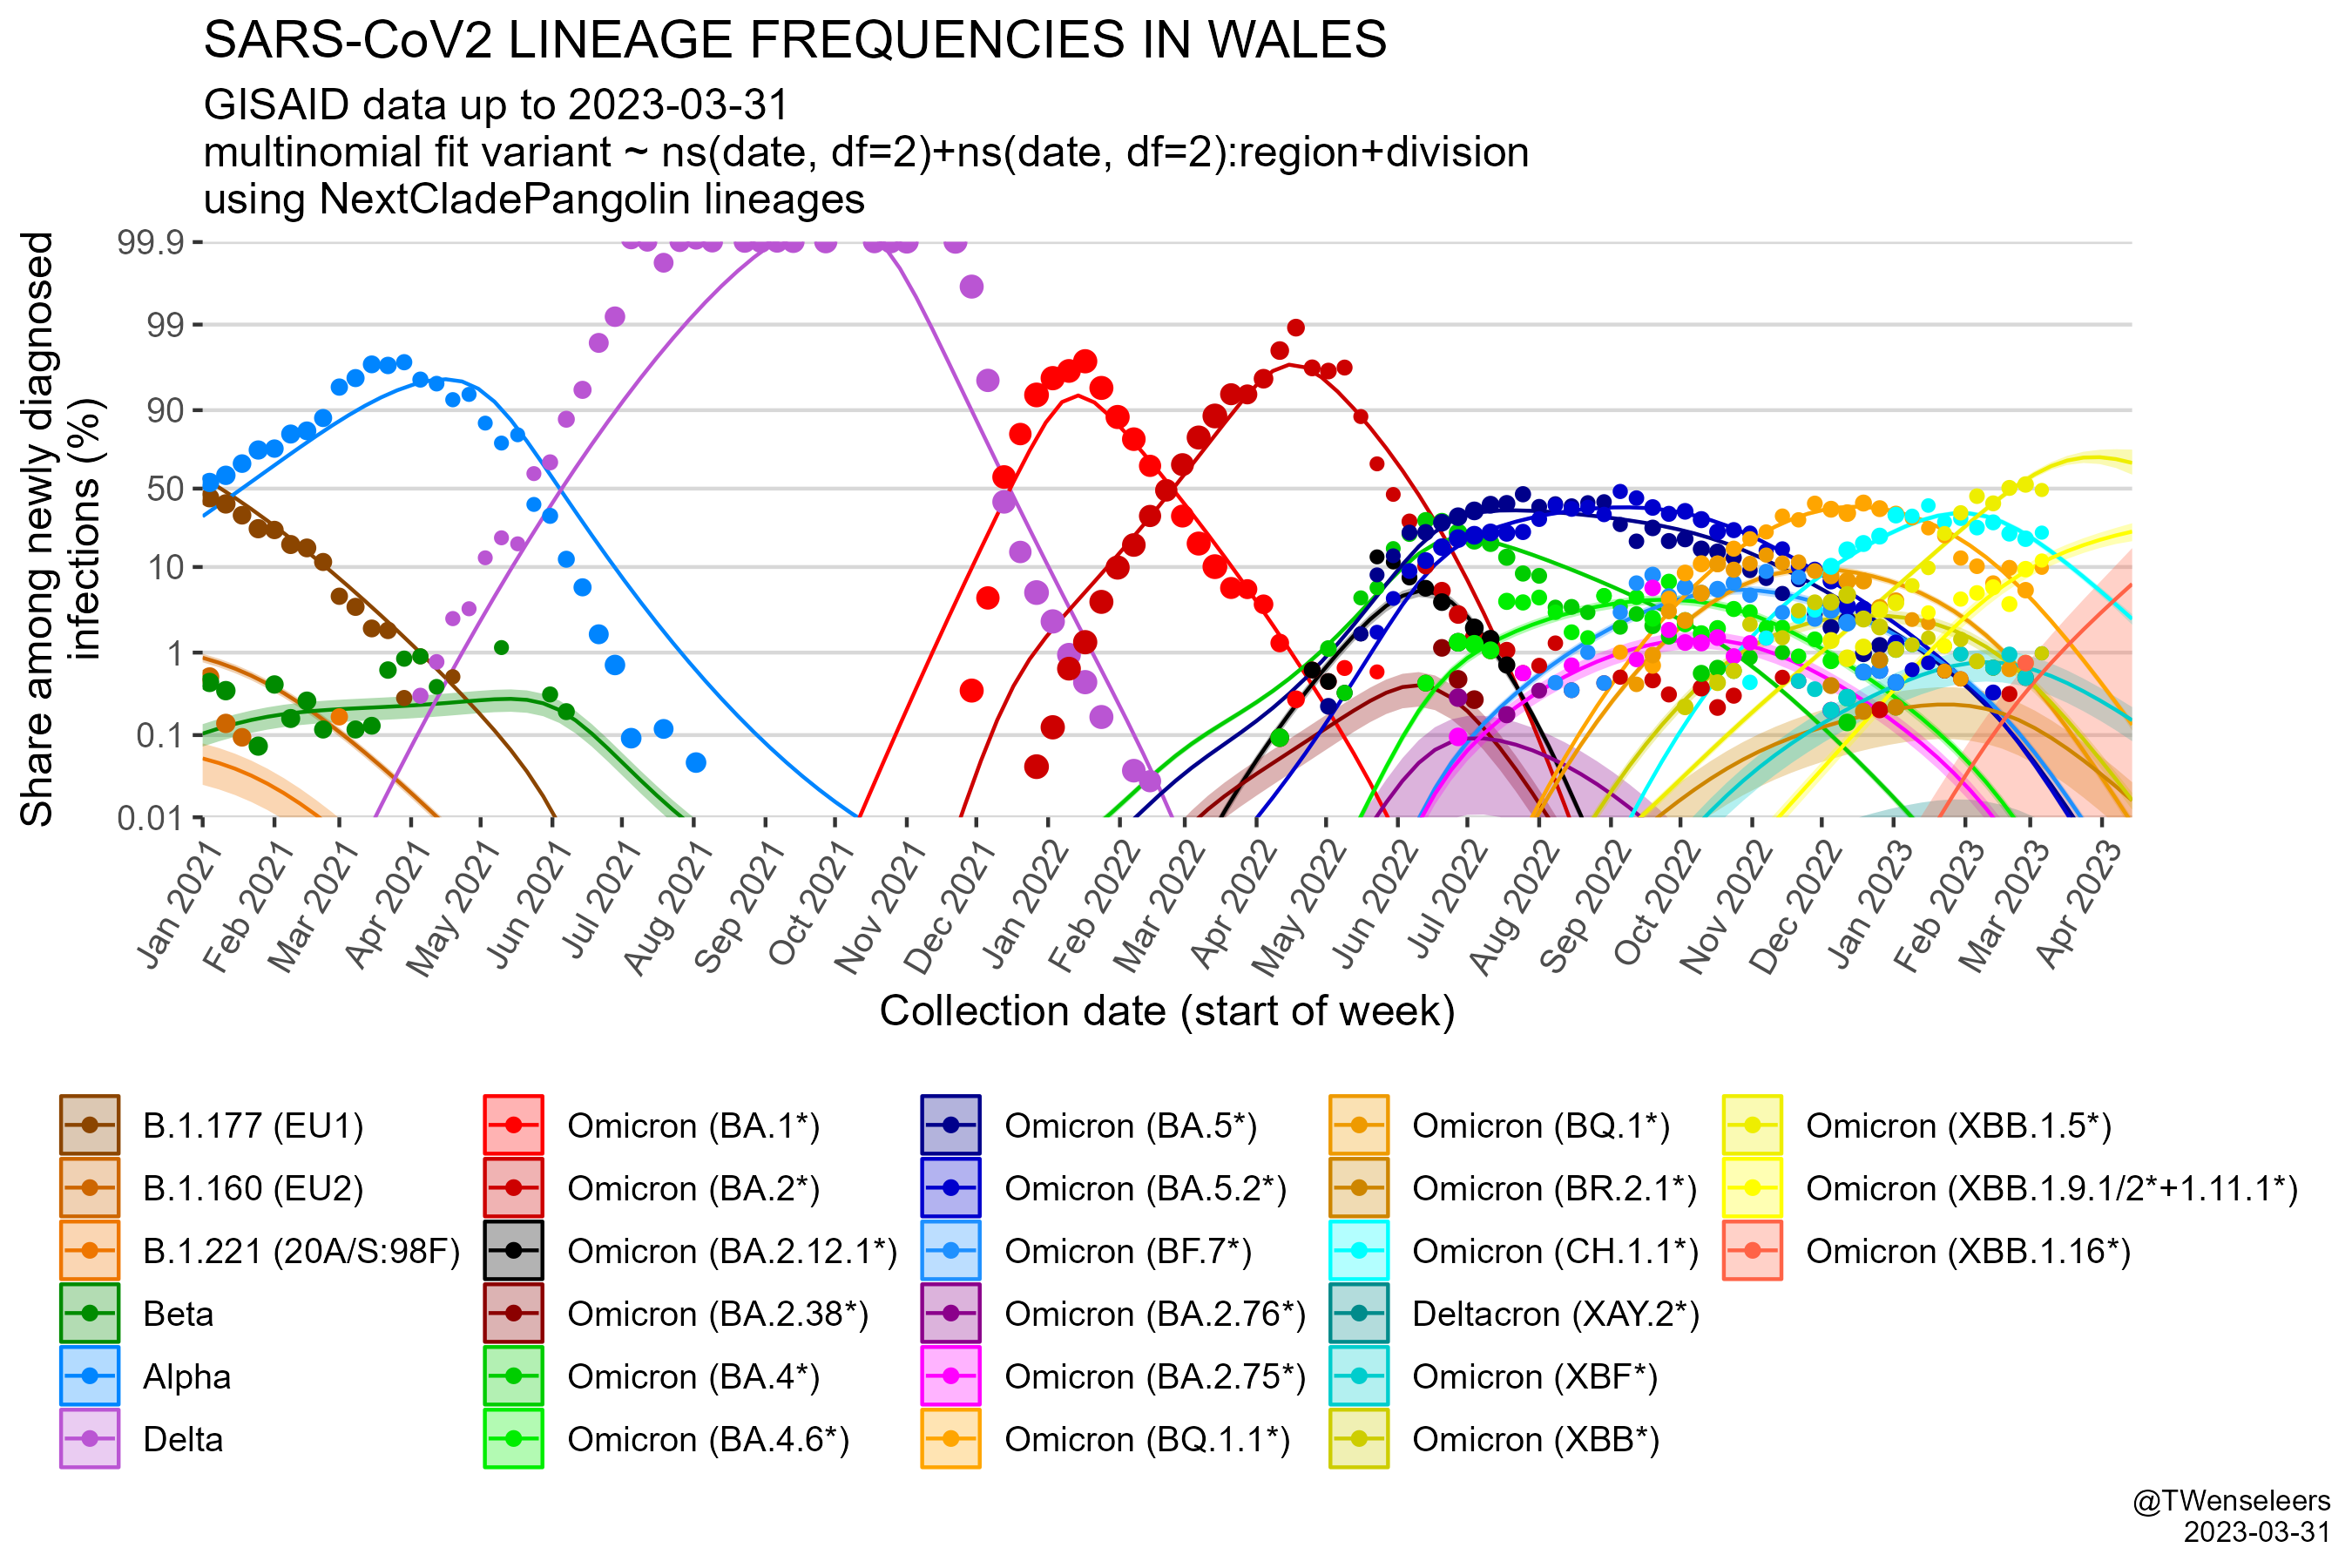 SARS-CoV2 LINEAGE FREQUENCIES IN WALES
GISAID data up to 2023-03-31
multinomial fit variant ~ ns(date, df=2)+ns(date, df=2):region+division
using NextCladePangolin lineages
Share among newly diagnosed
infections (%)
99.9
99
90
50
10
1
0.1
0.01
Jan 2021
Feb 2021
Mar 2021
Apr 2021
May 2021
Jun 2021
Jul 2021
Aug 2021
Sep 2021
Oct 2021
Nov 2021
Dec 2021
Jan 2022
Feb 2022
Mar 2022
Apr 2022
May 2022
Jun 2022
Jul 2022
Aug 2022
Sep 2022
Oct 2022
Nov 2022
Dec 2022
Jan 2023
Feb 2023
Mar 2023
Apr 2023
Collection date (start of week)
B.1.177 (EU1)
B.1.160 (EU2)
B.1.221 (20A/S:98F)
Beta
Alpha
Delta
Omicron (BA.1*)
Omicron (BA.2*)
Omicron (BA.2.12.1*)
Omicron (BA.2.38*)
Omicron (BA.4*)
Omicron (BA.4.6*)
Omicron (BA.5*)
Omicron (BA.5.2*)
Omicron (BF.7*)
Omicron (BA.2.76*)
Omicron (BA.2.75*)
Omicron (BQ.1.1*)
Omicron (BQ.1*)
Omicron (BR.2.1*)
Omicron (CH.1.1*)
Deltacron (XAY.2*)
Omicron (XBF*)
Omicron (XBB*)
Omicron (XBB.1.5*)
Omicron (XBB.1.9.1/2*+1.11.1*)
Omicron (XBB.1.16*)
@TWenseleers
2023-03-31